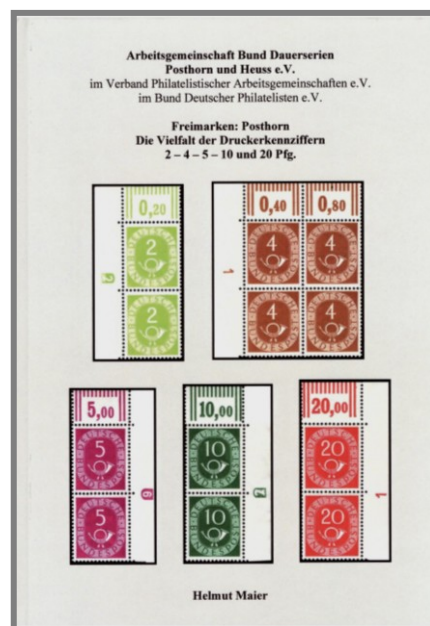 Arbeitsgemeinschaft Bund Dauerserien
Posthorn und Heuss e.V.
im Verband Philatelistischer Arbeitsgemeinschaften e.V.
im Bund Deutscher Philatelisten e.V.
Freimarken: Posthorn
Die Vielfalt der Druckerkennziffern
2 – 4 – 5 – 10 und 20 Pfg.
0,20
0,40 0,80
2
4 4
DEUTSCHE BUNDESPOST
1
2
4 4
5,00
10,00
20,00
5
10
20
1
5
10
20
Helmut Maier